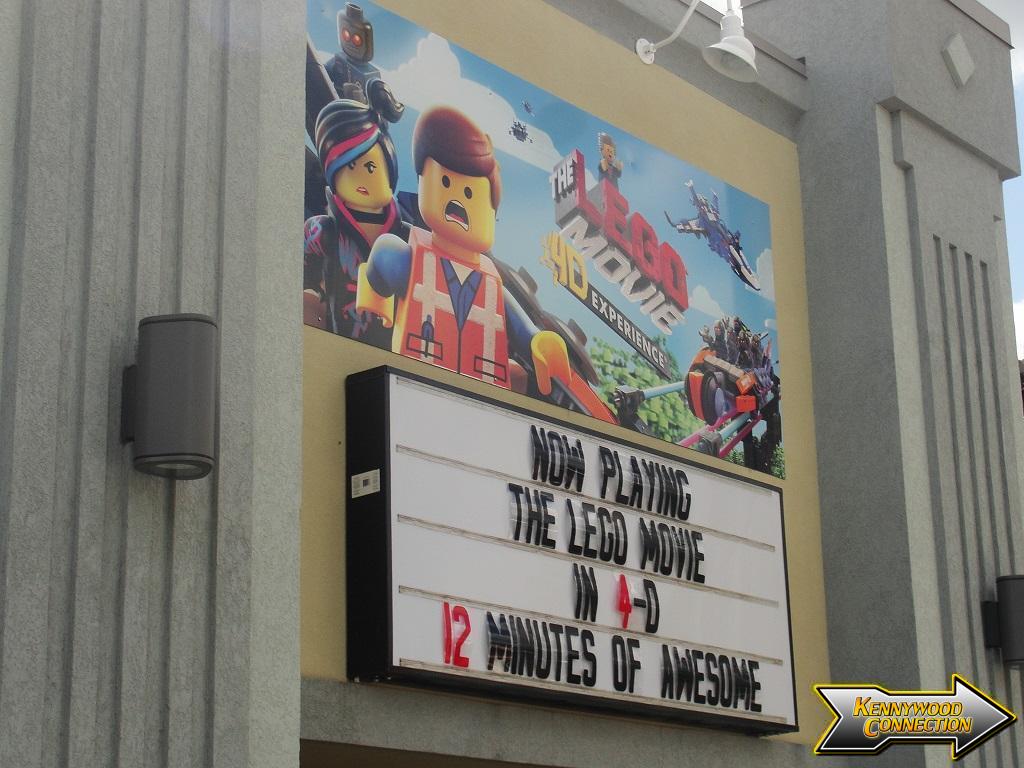 THE
LEGO
MOVIE
4D
EXPERIENCE
NOW PLAYING
THE LEGO MOVIE
IN 4-D
12 MINUTES OF AWESOME
KENNYWOOD
CONNECTION